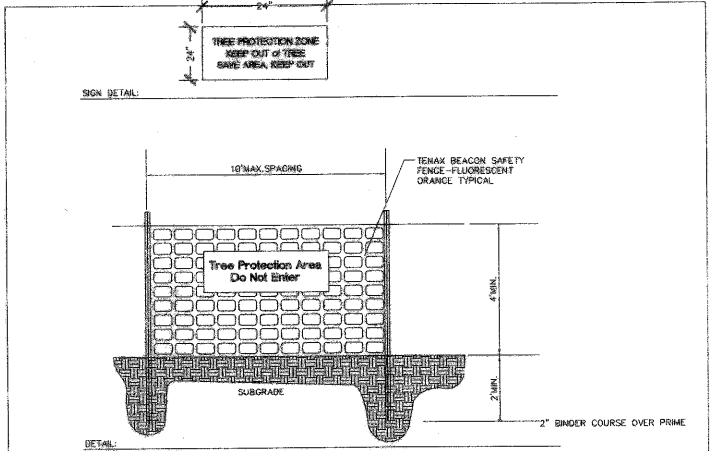 24"
24"
TREE PROTECTION ZONE
KEEP OUT of TREE
SAVE AREA, KEEP OUT
SIGN DETAIL:
10'MAX.SPACING
TENAX BEACON SAFETY
FENCE-FLUORESCENT
ORANGE TYPICAL
Tree Protection Area
Do Not Enter
4'MIN.
SUBGRADE
2'MIN.
2" BINDER COURSE OVER PRIME
DETAIL: